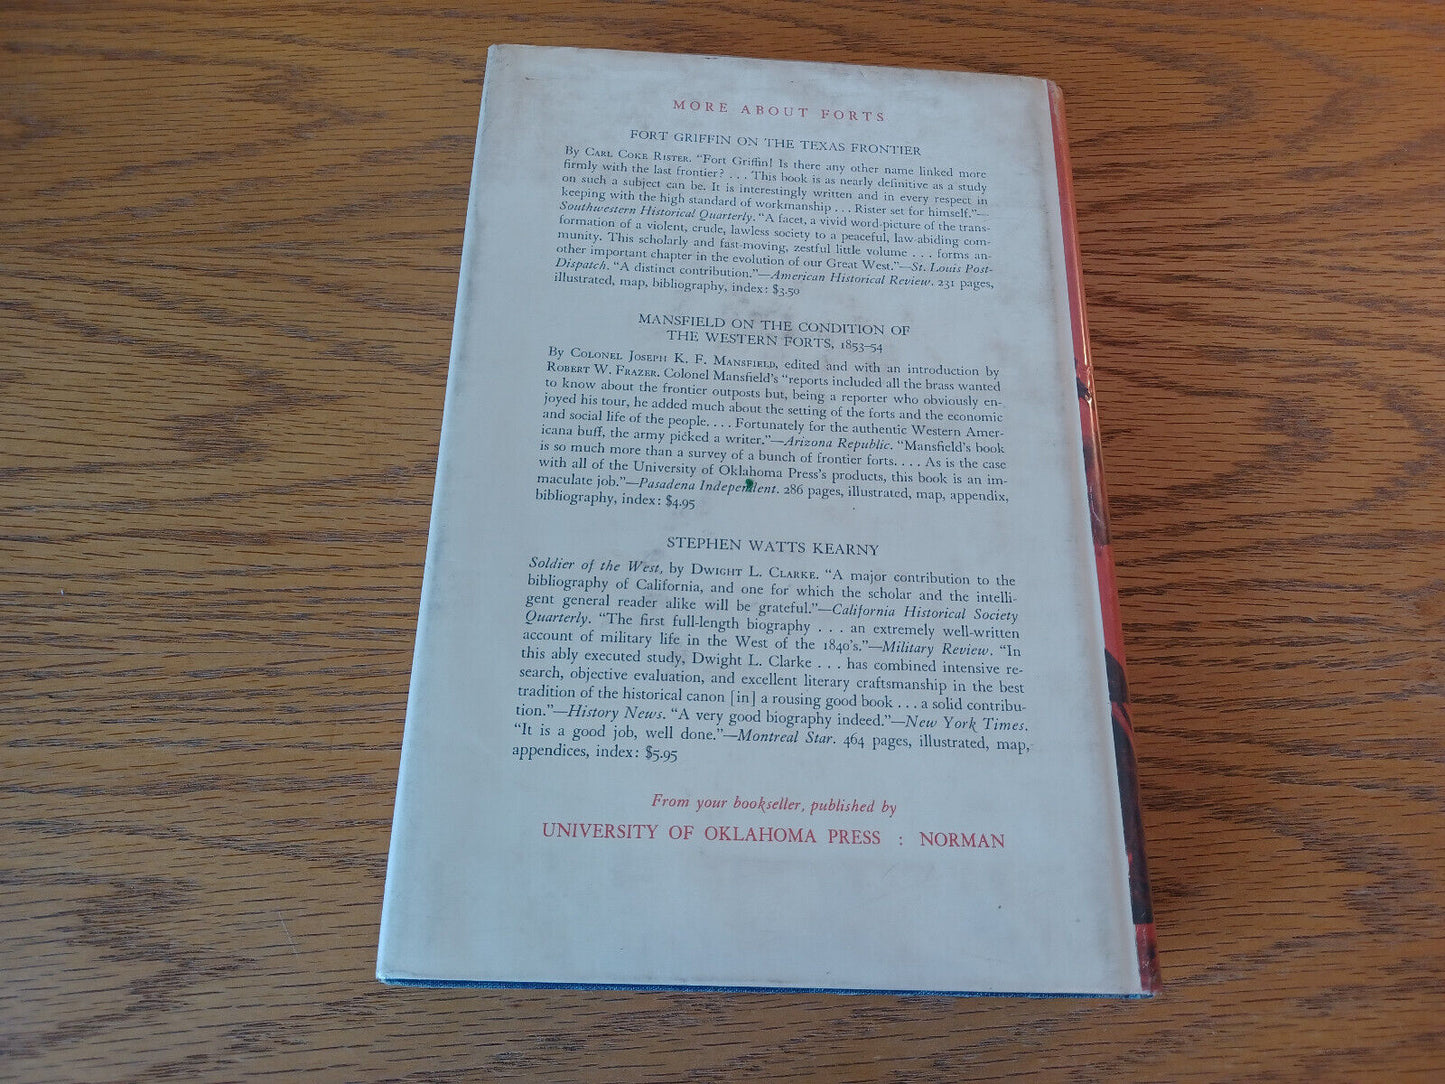 MORE ABOUT FORTS
FORT GRIFFIN ON THE TEXAS FRONTIER
By Carl Coke Rister. “Fort Griffin! Is there any other name linked more
firmly with the last frontier? . . . This book is as nearly definitive as a study
on such a subject can be. It is interestingly written and in every respect in
keeping with the high standard of workmanship . . . Rister set for himself.”—
Southwestern Historical Quarterly. “A facet, a vivid word-picture of the trans-
formation of a violent, crude, lawless society to a peaceful, law-abiding com-
munity. This scholarly and fast-moving, zestful little volume . . . forms an-
other important chapter in the evolution of our Great West.”—St. Louis Post-
Dispatch. “A distinct contribution.”—American Historical Review. 231 pages,
illustrated, map, bibliography, index: $3.50
MANSFIELD ON THE CONDITION OF
THE WESTERN FORTS, 1853–54
By Colonel Joseph K. F. Mansfield, edited and with an introduction by
Robert W. Frazer. Colonel Mansfield's “reports included all the brass wanted
to know about the frontier outposts but, being a reporter who obviously en-
joyed his tour, he added much about the setting of the forts and the economic
and social life of the people. . . . Fortunately for the authentic Western Amer-
icana buff, the army picked a writer.”—Arizona Republic. “Mansfield's book
is so much more than a survey of a bunch of frontier forts. . . . As is the case
with all of the University of Oklahoma Press's products, this book is an im-
maculate job.”—Pasadena Independent. 286 pages, illustrated, map, appendix,
bibliography, index: $4.95
STEPHEN WATTS KEARNY
Soldier of the West, by Dwight L. Clarke. “A major contribution to the
bibliography of California, and one for which the scholar and the intelli-
gent general reader alike will be grateful.”—California Historical Society
Quarterly. “The first full-length biography . . . an extremely well-written
account of military life in the West of the 1840's.”—Military Review. “In
this ably executed study, Dwight L. Clarke . . . has combined intensive re-
search, objective evaluation, and excellent literary craftsmanship in the best
tradition of the historical canon [in] a rousing good book . . . a solid contribu-
tion.”—History News. “A very good biography indeed.”—New York Times.
“It is a good job, well done.”—Montreal Star. 464 pages, illustrated, map,
appendices, index: $5.95
From your bookseller, published by
UNIVERSITY OF OKLAHOMA PRESS : NORMAN